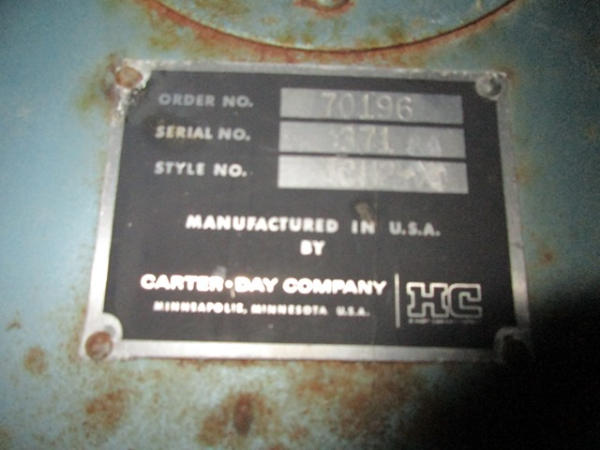 ORDER NO. 70196
SERIAL NO.
STYLE NO.
MANUFACTURED IN U.S.A.
BY
CARTER·DAY COMPANY
MINNEAPOLIS, MINNESOTA U.S.A.
HC